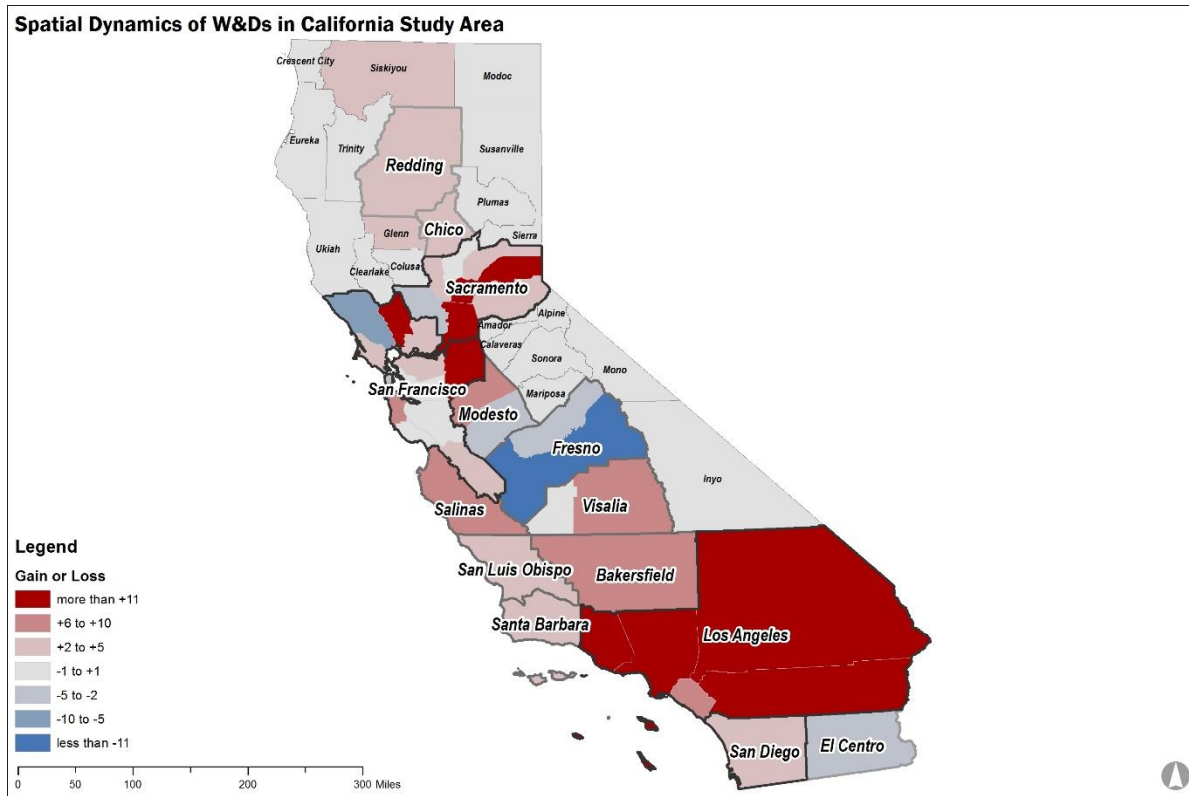 Spatial Dynamics of W&Ds in California Study Area
Crescent City
Siskiyou
Modoc
Eureka
Trinity
Redding
Susanville
Plumas
Chico
Glenn
Sierra
Ukiah
Colusa
Clearlake
Sacramento
Alpine
Amador
Calaveras
Sonora
Mono
San Francisco
Mariposa
Modesto
Fresno
Inyo
Salinas
Visalia
San Luis Obispo
Bakersfield
Santa Barbara
Los Angeles
San Diego
El Centro
Legend
Gain or Loss
more than +11
+6 to +10
+2 to +5
-1 to +1
-5 to -2
-10 to -5
less than -11
0 50 100 200 300 Miles